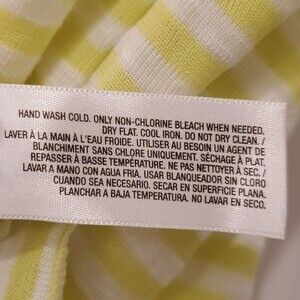 HAND WASH COLD. ONLY NON-CHLORINE BLEACH WHEN NEEDED.
DRY FLAT. COOL IRON. DO NOT DRY CLEAN. /
LAVER À LA MAIN À L'EAU FROIDE. UTILISER AU BESOIN UN AGENT DE
BLANCHIMENT SANS CHLORE UNIQUEMENT. SÉCHAGE À PLAT.
REPASSER À BASSE TEMPÉRATURE. NE PAS NETTOYER À SEC. /
LAVAR A MANO CON AGUA FRIA. USAR BLANQUEADOR SIN CLORO
CUANDO SEA NECESARIO. SECAR EN SUPERFICIE PLANA.
PLANCHAR A BAJA TEMPERATURA. NO LAVAR EN SECO.